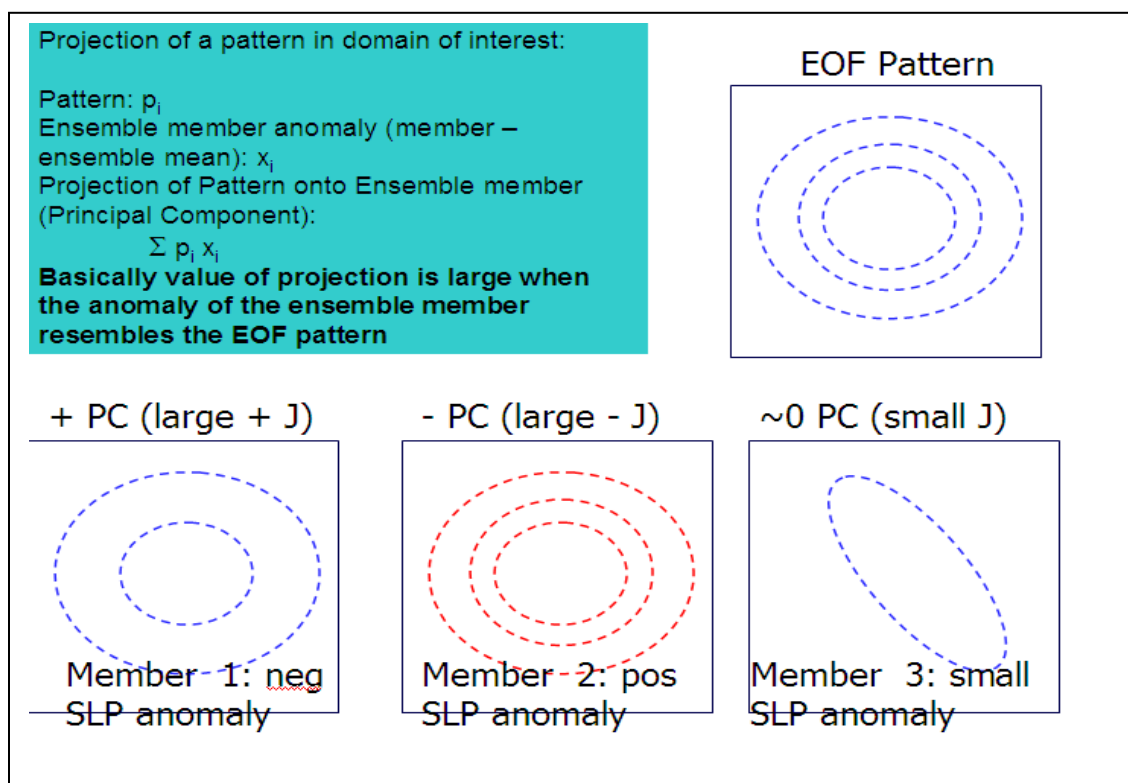 Projection of a pattern in domain of interest:
Pattern: pi
Ensemble member anomaly (member –
ensemble mean): xi
Projection of Pattern onto Ensemble member
(Principal Component):
Σ pi xi
Basically value of projection is large when
the anomaly of the ensemble member
resembles the EOF pattern
EOF Pattern
+ PC (large + J)
- PC (large - J)
~0 PC (small J)
Member 1: neg
SLP anomaly
Member 2: pos
SLP anomaly
Member 3: small
SLP anomaly